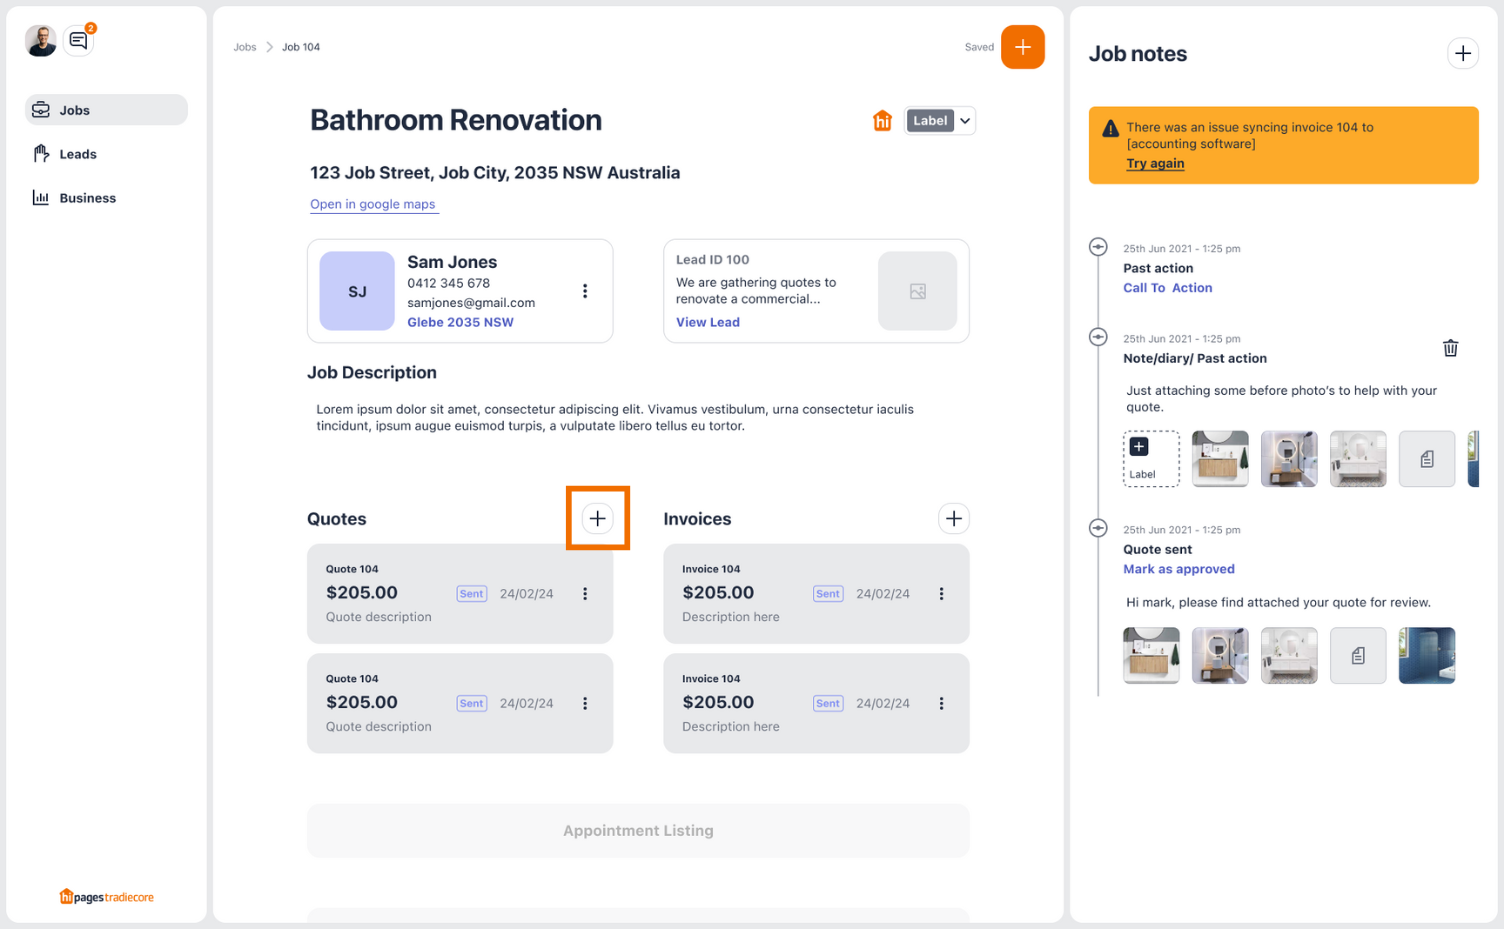 2
Jobs
Leads
Business
hipagestradiecore
Jobs
Job 104
Saved
Bathroom Renovation
hi
Label
123 Job Street, Job City, 2035 NSW Australia
Open in google maps
SJ
Sam Jones
0412 345 678
samjones@gmail.com
Glebe 2035 NSW
Lead ID 100
We are gathering quotes to
renovate a commercial...
View Lead
Job Description
Lorem ipsum dolor sit amet, consectetur adipiscing elit. Vivamus vestibulum, urna consectetur iaculis
tincidunt, ipsum augue euismod turpis, a vulputate libero tellus eu tortor.
Quotes
Quote 104
$205.00
Sent
24/02/24
Quote description
Quote 104
$205.00
Sent
24/02/24
Quote description
Invoices
Invoice 104
$205.00
Sent
24/02/24
Description here
Invoice 104
$205.00
Sent
24/02/24
Description here
Appointment Listing
Job notes
There was an issue syncing invoice 104 to
[accounting software]
Try again
25th Jun 2021 - 1:25 pm
Past action
Call To Action
25th Jun 2021 - 1:25 pm
Note/diary/ Past action
Just attaching some before photo's to help with your
quote.
Label
25th Jun 2021 - 1:25 pm
Quote sent
Mark as approved
Hi mark, please find attached your quote for review.